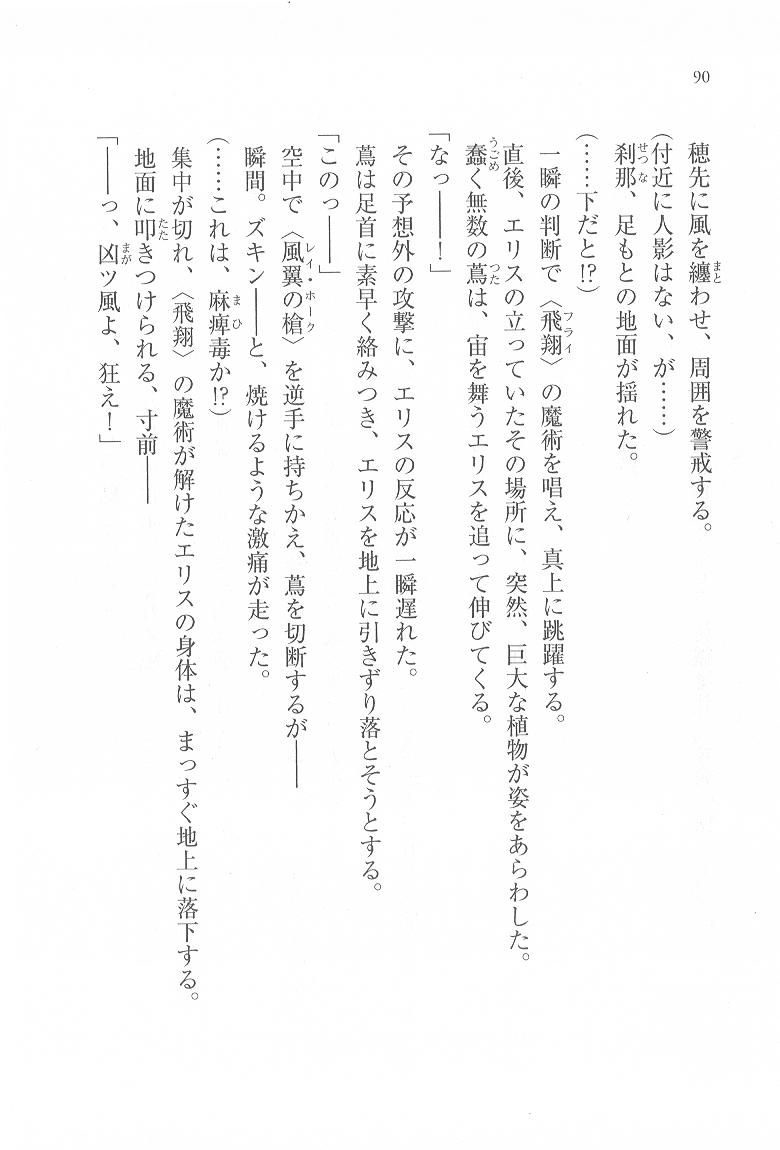 90
穂先に風を纏わせ、周囲を警戒する。
(付近に人影はない、が……)
刹那、足もとの地面が揺れた。
(……下だと!?)
一瞬の判断で〈飛翔〉の魔術を唱え、真上に跳躍する。
直後、エリスの立っていたその場所に、突然、巨大な植物が姿をあらわした。
蠢く無数の蔦は、宙を舞うエリスを追って伸びてくる。
「なっ――!」
その予想外の攻撃に、エリスの反応が一瞬遅れた。
蔦は足首に素早く絡みつき、エリスを地上に引きずり落とそうとする。
「このっ――」
空中で〈風翼の槍〉を逆手に持ちかえ、蔦を切断するが――
瞬間。ズキン――と、焼けるような激痛が走った。
(……これは、麻痺毒か!?)
集中が切れ、〈飛翔〉の魔術が解けたエリスの身体は、まっすぐ地上に落下する。
地面に叩きつけられる、寸前――
「――っ、凶ツ風よ、狂え!」